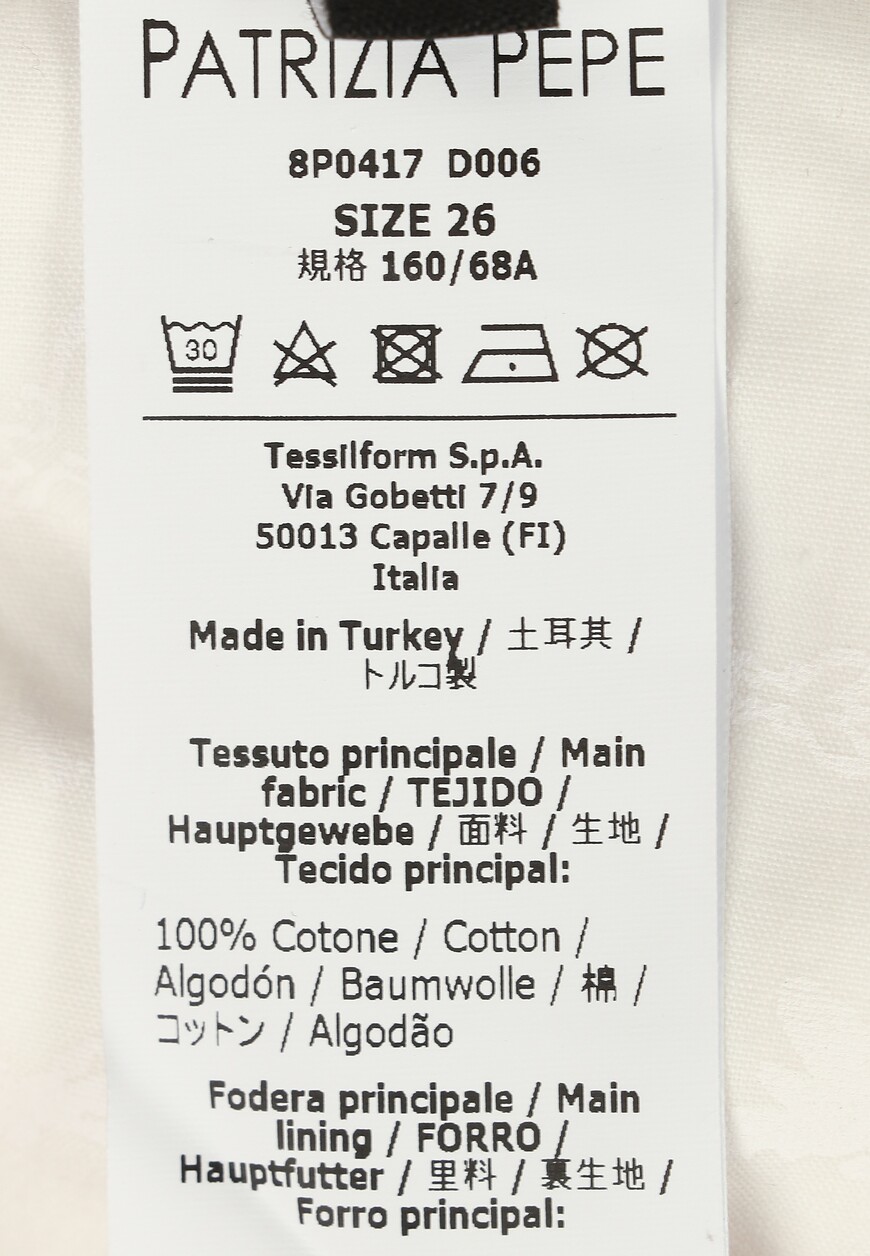 PATRIZIA PEPE
8P0417 D006
SIZE 26
規格 160/68A
30
Tessilform S.p.A.
Via Gobetti 7/9
50013 Capalle (FI)
Italia
Made in Turkey / 土耳其 /
トルコ製
Tessuto principale / Main
fabric / TEJIDO /
Hauptgewebe / 面料 / 生地 /
Tecido principal:
100% Cotone / Cotton /
Algodón / Baumwolle / 棉 /
コットン / Algodão
Fodera principale / Main
lining / FORRO /
Hauptfutter / 里料 / 裏生地 /
Forro principal: